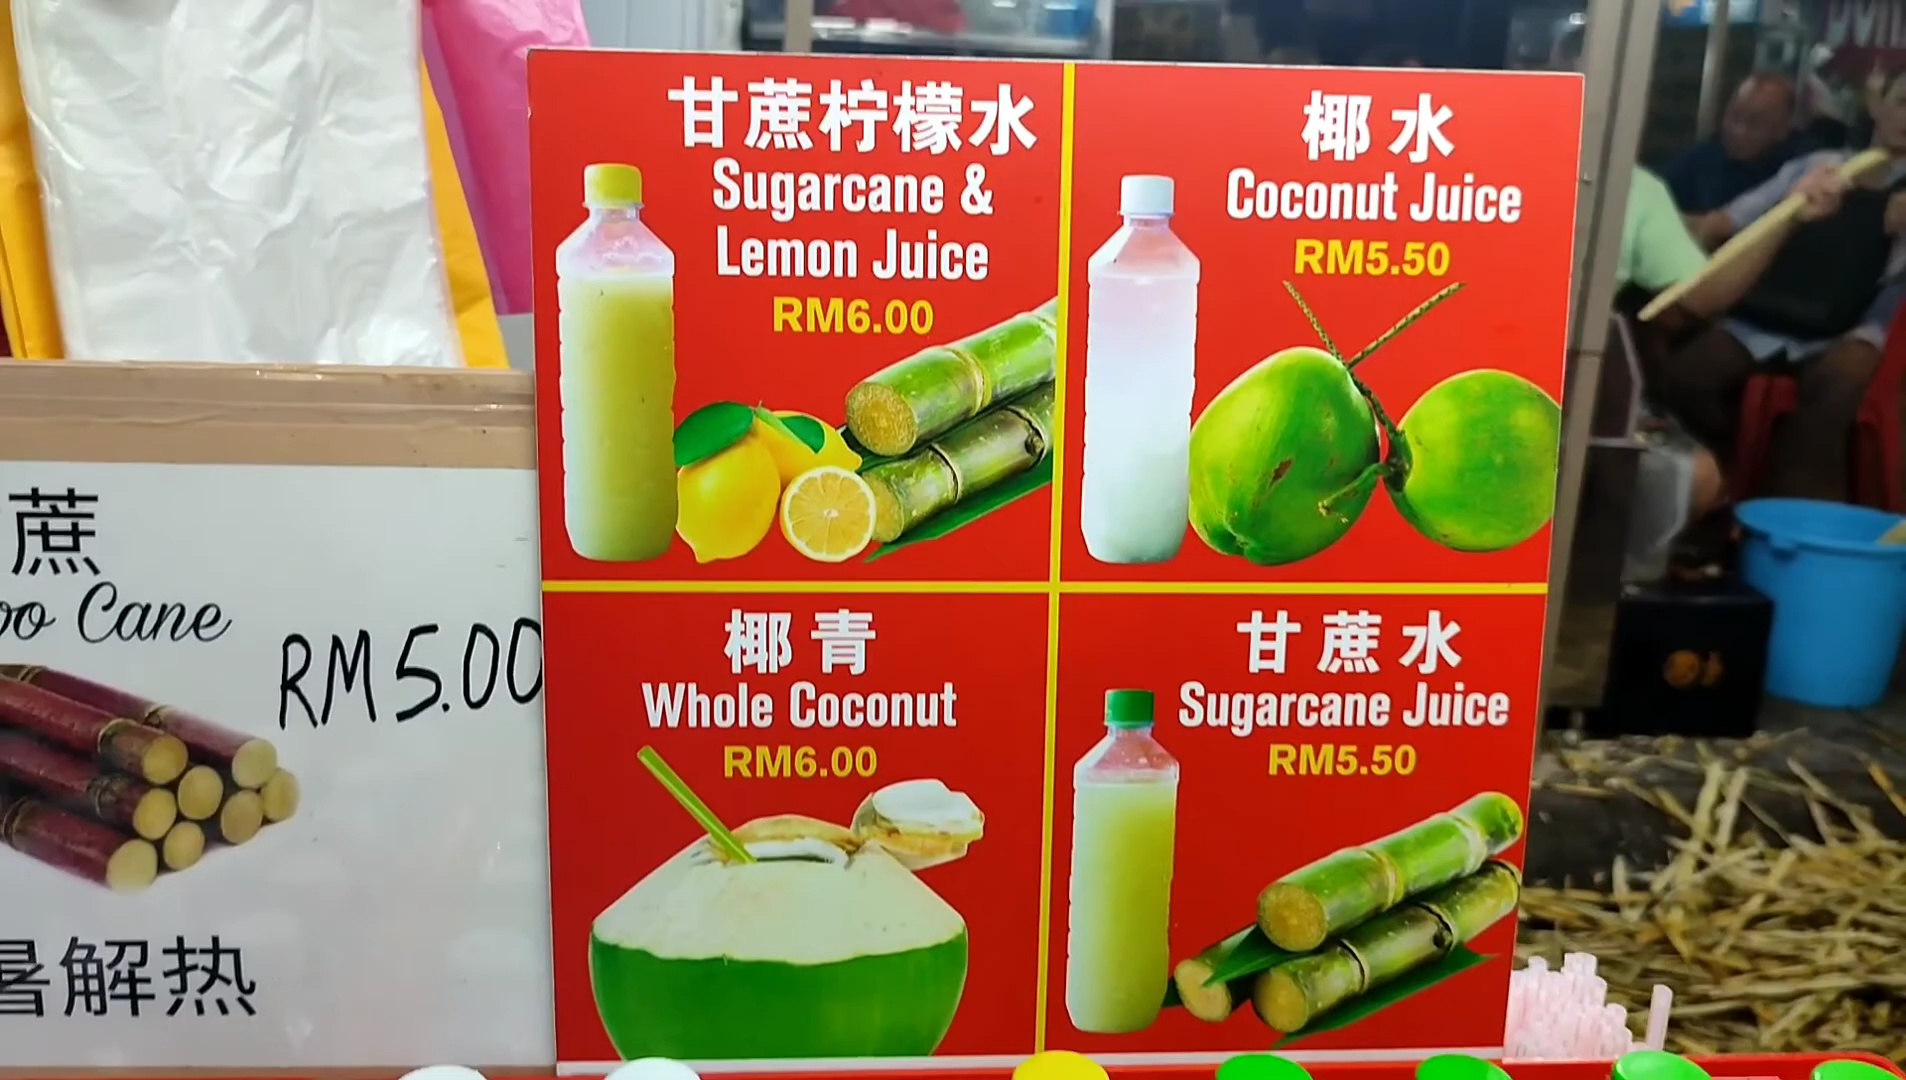 蔗
Cane
RM5.00
解热
甘蔗柠檬水
Sugarcane &
Lemon Juice
RM6.00
椰水
Coconut Juice
RM5.50
椰青
Whole Coconut
RM6.00
甘蔗水
Sugarcane Juice
RM5.50